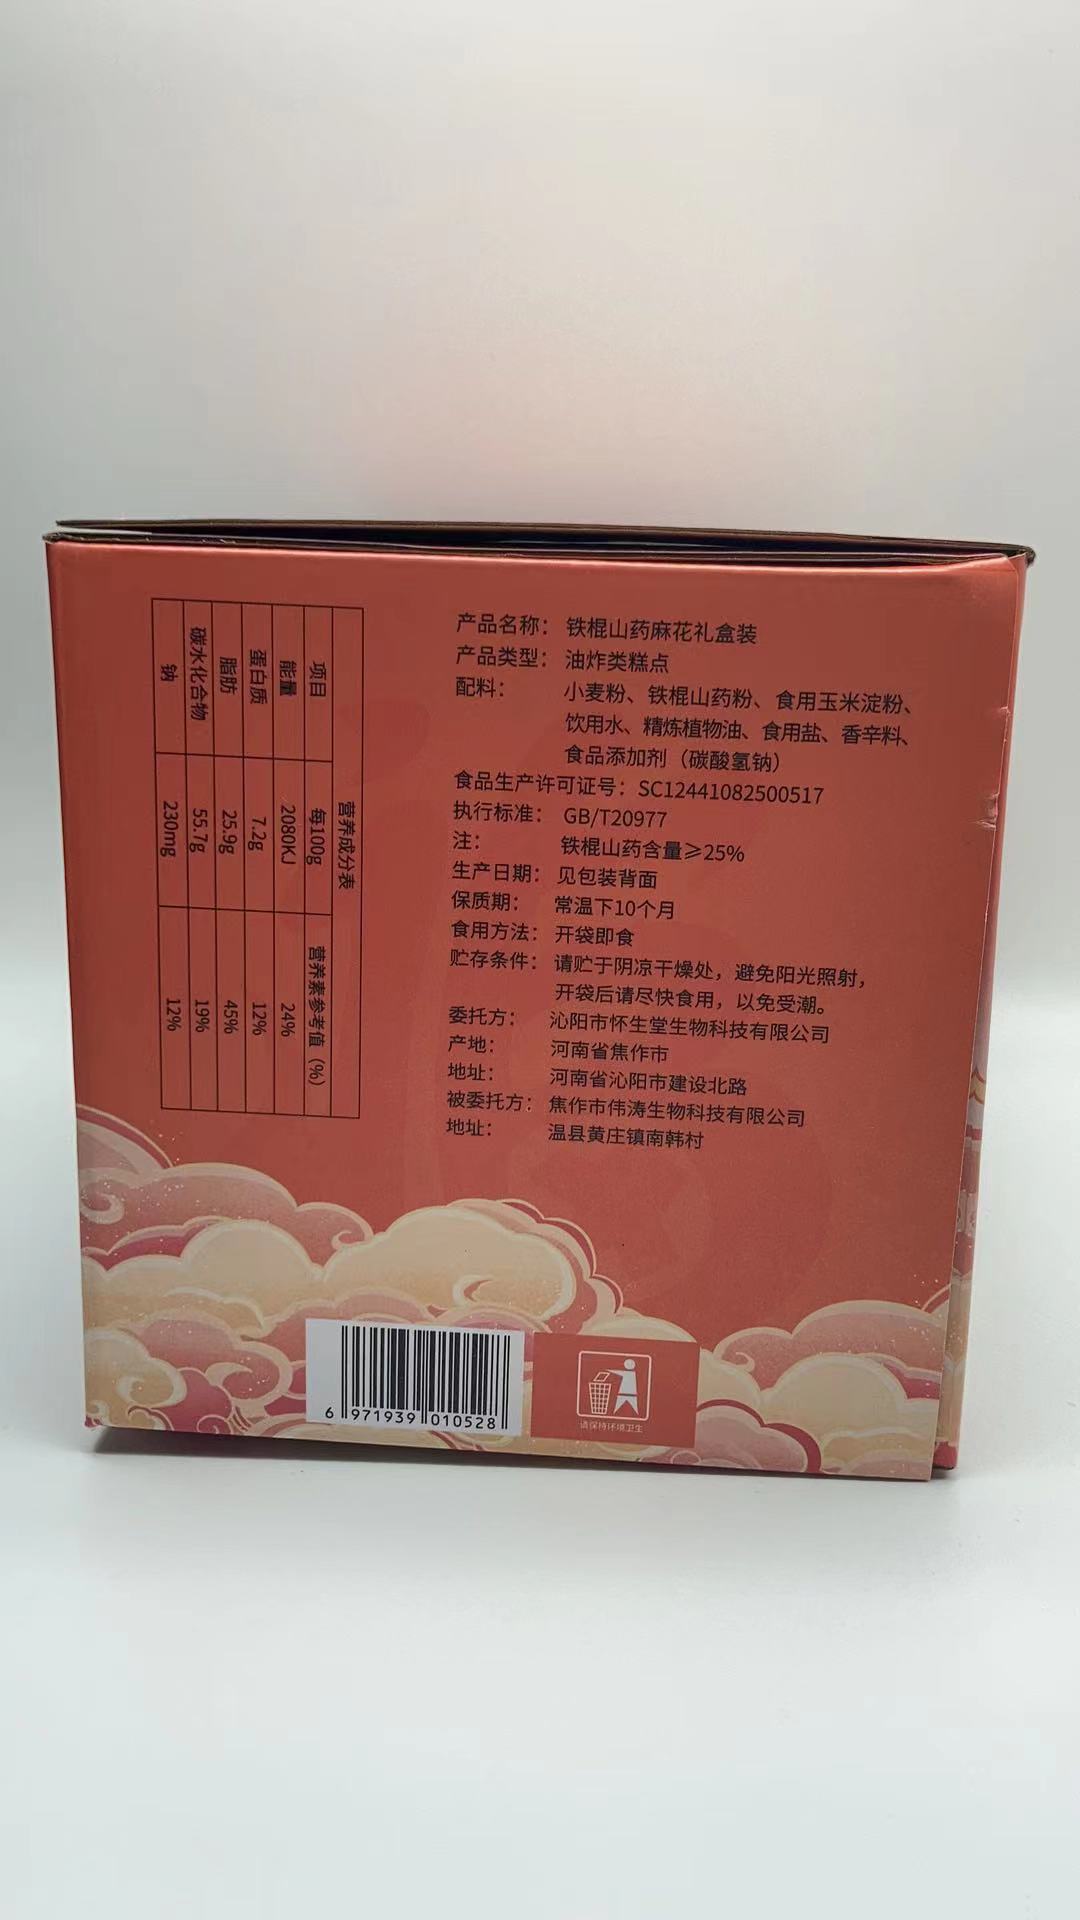 营养成分表
项目 每100g 营养素参考值（%）
能量 2080KJ 24%
蛋白质 7.2g 12%
脂肪 25.9g 45%
碳水化合物 55.7g 19%
钠 230mg 12%
产品名称： 铁棍山药麻花礼盒装
产品类型： 油炸类糕点
配料： 小麦粉、铁棍山药粉、食用玉米淀粉、
饮用水、精炼植物油、食用盐、香辛料、
食品添加剂（碳酸氢钠）
食品生产许可证号： SC12441082500517
执行标准： GB/T20977
注： 铁棍山药含量≥25%
生产日期： 见包装背面
保质期： 常温下10个月
食用方法： 开袋即食
贮存条件： 请贮于阴凉干燥处，避免阳光照射，
开袋后请尽快食用，以免受潮。
委托方： 沁阳市怀生堂生物科技有限公司
产地： 河南省焦作市
地址： 河南省沁阳市建设北路
被委托方： 焦作市伟涛生物科技有限公司
地址： 温县黄庄镇南韩村
6 971939 010528
请保持环境卫生